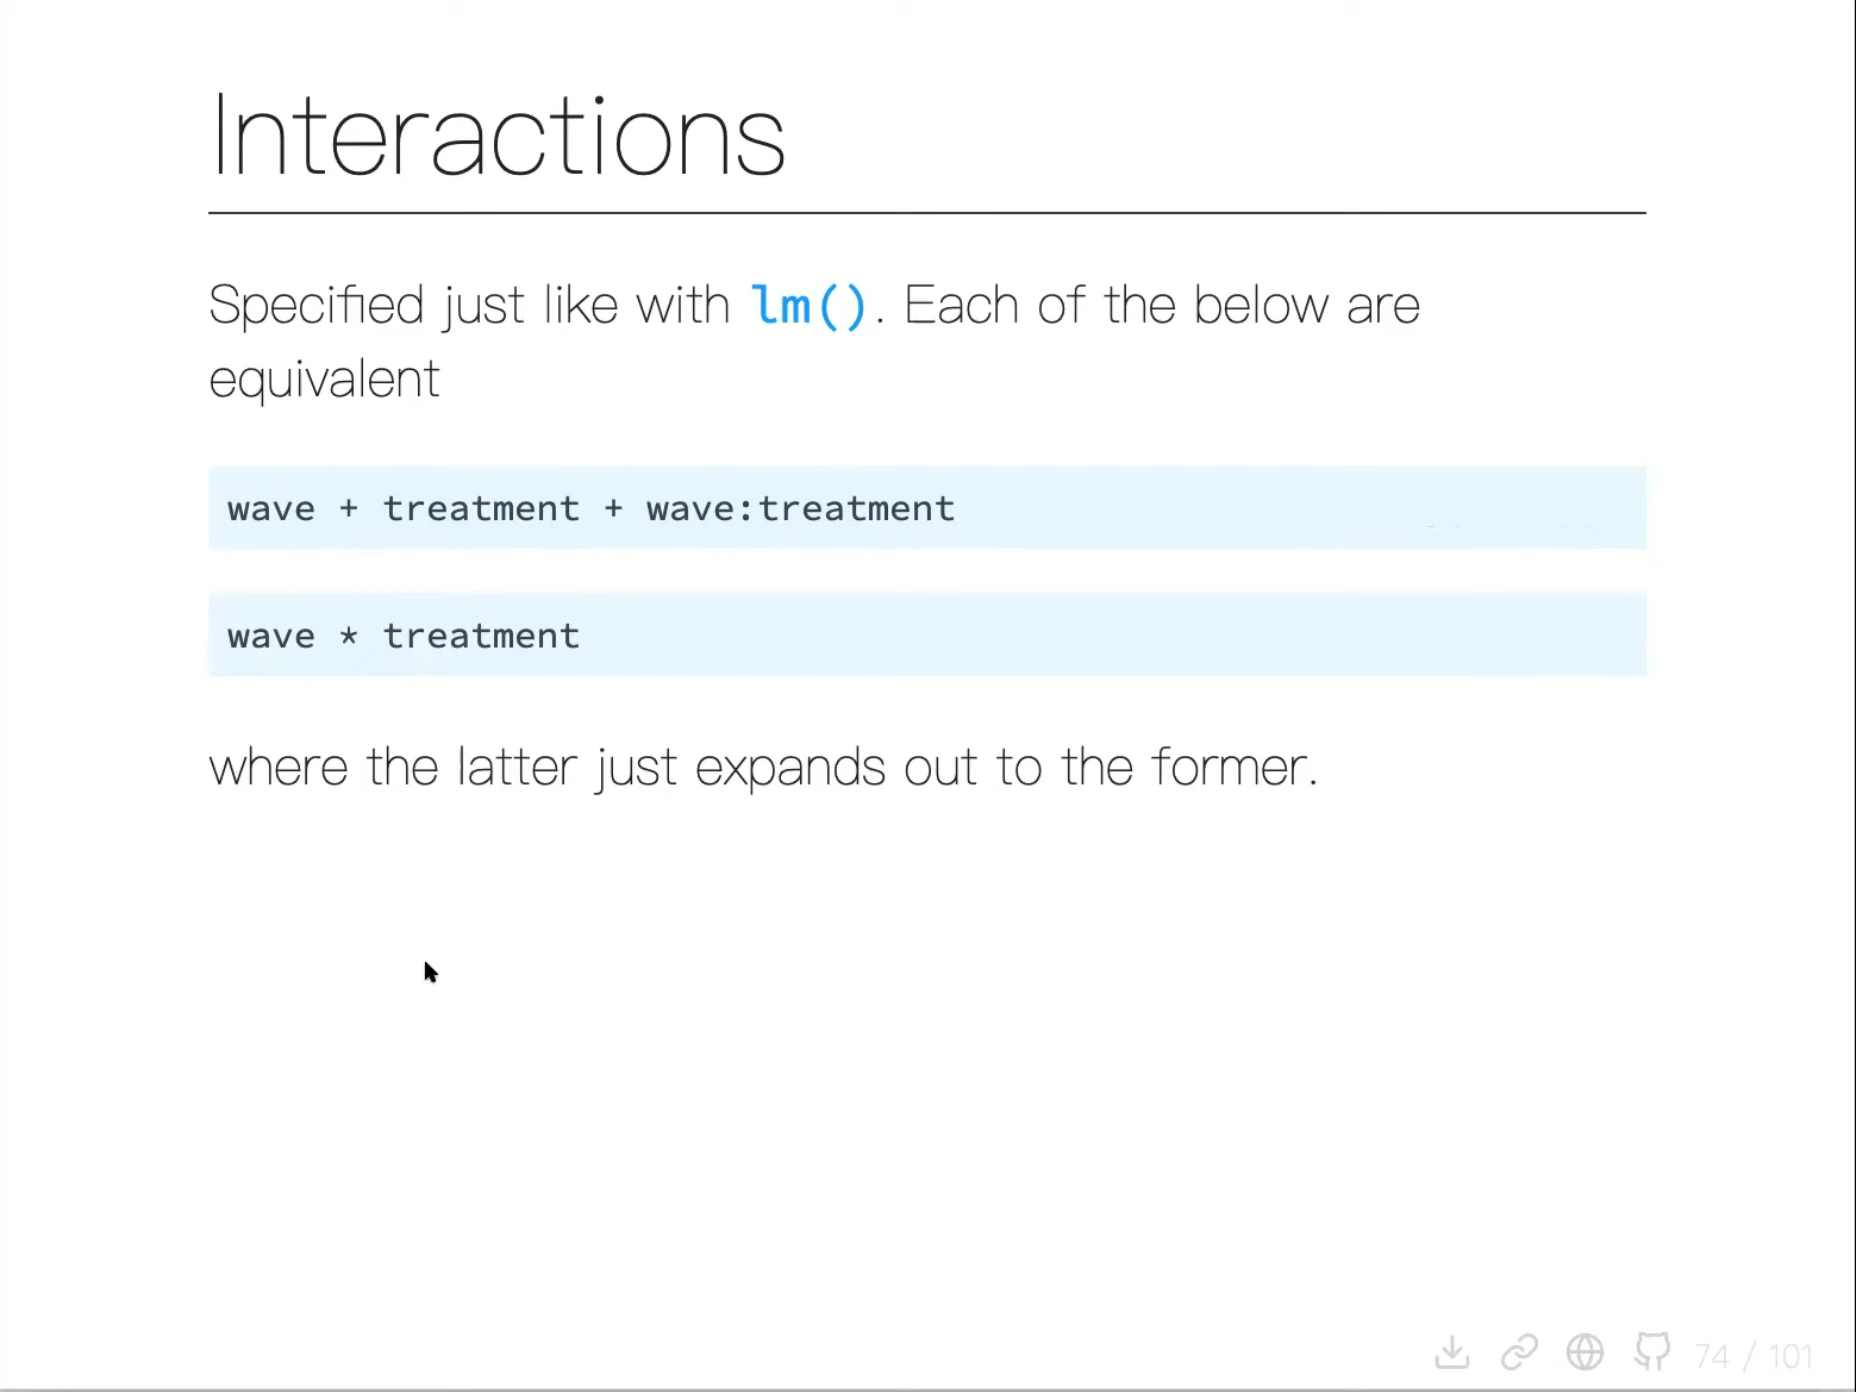 Interactions
Specified just like with lm(). Each of the below are
equivalent
wave + treatment + wave:treatment
wave * treatment
where the latter just expands out to the former.
74 / 101